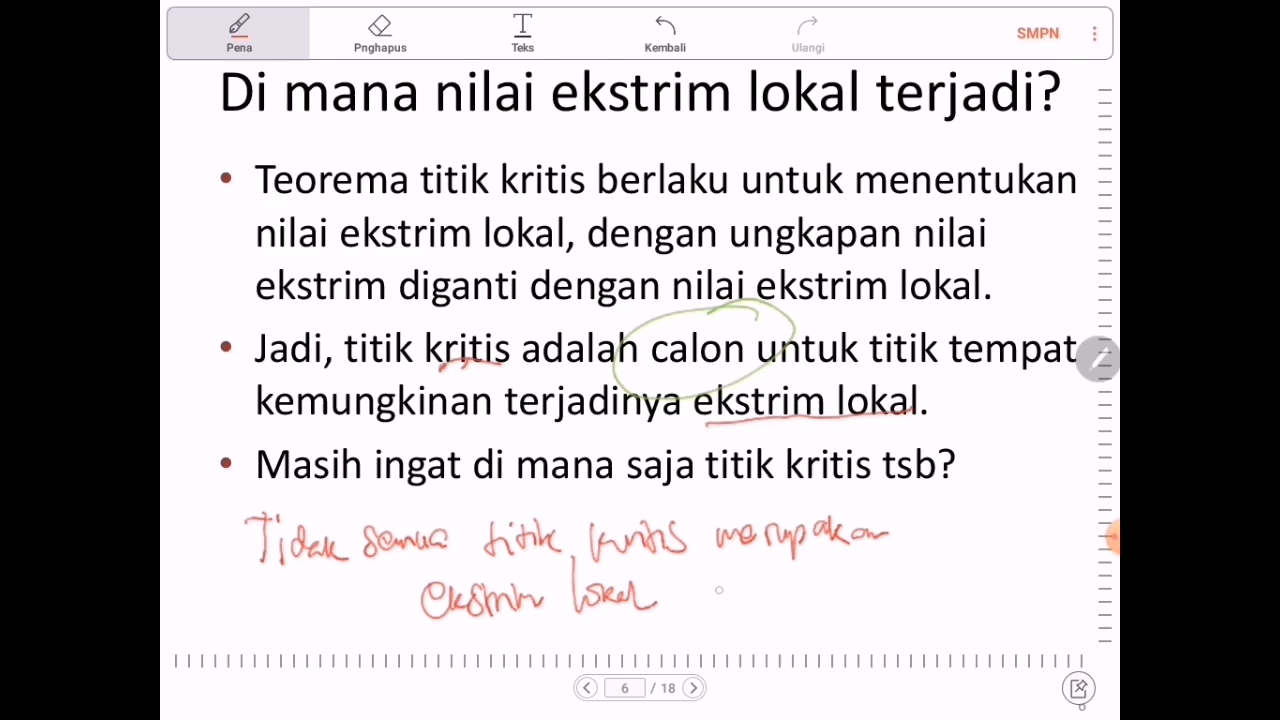 Pena
Pnghapus
Teks
Kembali
Ulangi
SMPN
Di mana nilai ekstrim lokal terjadi?
• Teorema titik kritis berlaku untuk menentukan
nilai ekstrim lokal, dengan ungkapan nilai
ekstrim diganti dengan nilai ekstrim lokal.
• Jadi, titik kritis adalah calon untuk titik tempat
kemungkinan terjadinya ekstrim lokal.
• Masih ingat di mana saja titik kritis tsb?
Tidak semua titik kritis merupakan
ekstrim lokal
6 / 18